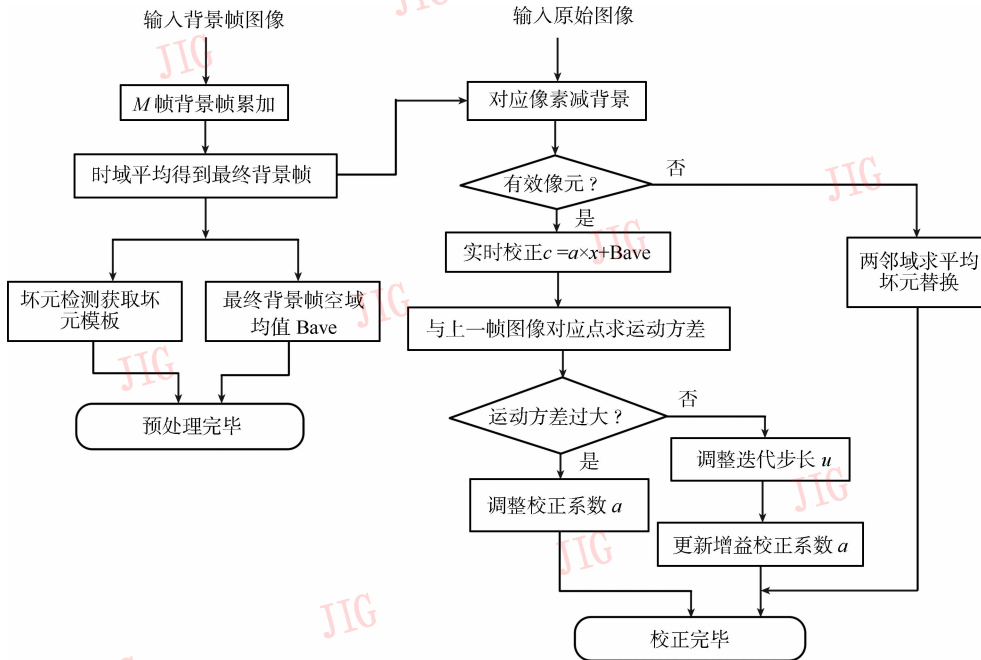 输入背景帧图像
M 帧背景帧累加
时域平均得到最终背景帧
坏元检测获取坏
元模板
最终背景帧空域
均值 Bave
预处理完毕
输入原始图像
对应像素减背景
有效像元？
否
是
实时校正c =a×x+Bave
两邻域求平均
坏元替换
与上一帧图像对应点求运动方差
运动方差过大？
否
是
调整迭代步长 u
调整校正系数 a
更新增益校正系数 a
校正完毕
JIG
JIG
JIG
JIG
JIG
JIG
JIG
JIG
JIG